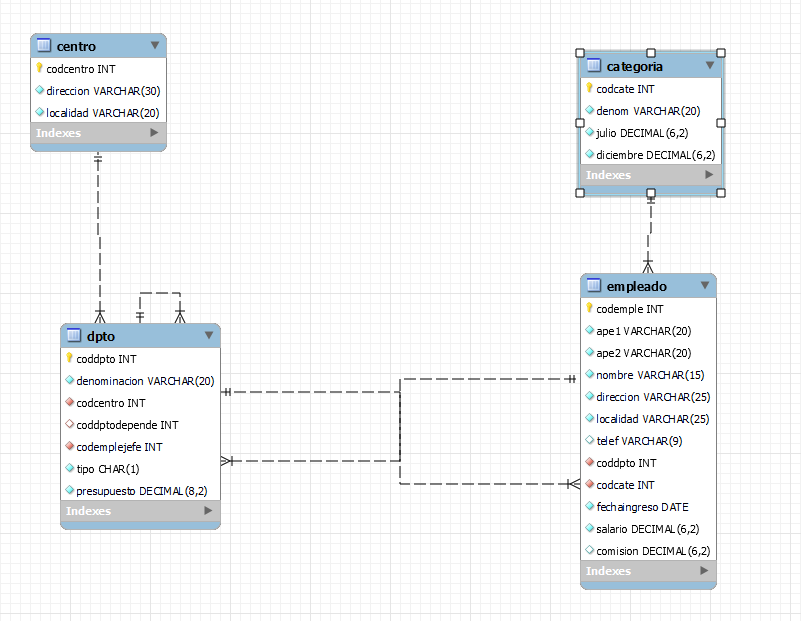 centro
codcentro INT
direccion VARCHAR(30)
localidad VARCHAR(20)
Indexes
categoria
codcate INT
denom VARCHAR(20)
julio DECIMAL(6,2)
diciembre DECIMAL(6,2)
Indexes
dpto
coddpto INT
denominacion VARCHAR(20)
codcentro INT
coddptodepende INT
codemplejefe INT
tipo CHAR(1)
presupuesto DECIMAL(8,2)
Indexes
empleado
codemple INT
ape1 VARCHAR(20)
ape2 VARCHAR(20)
nombre VARCHAR(15)
direccion VARCHAR(25)
localidad VARCHAR(25)
telef VARCHAR(9)
coddpto INT
codcate INT
fechaingreso DATE
salario DECIMAL(6,2)
comision DECIMAL(6,2)
Indexes